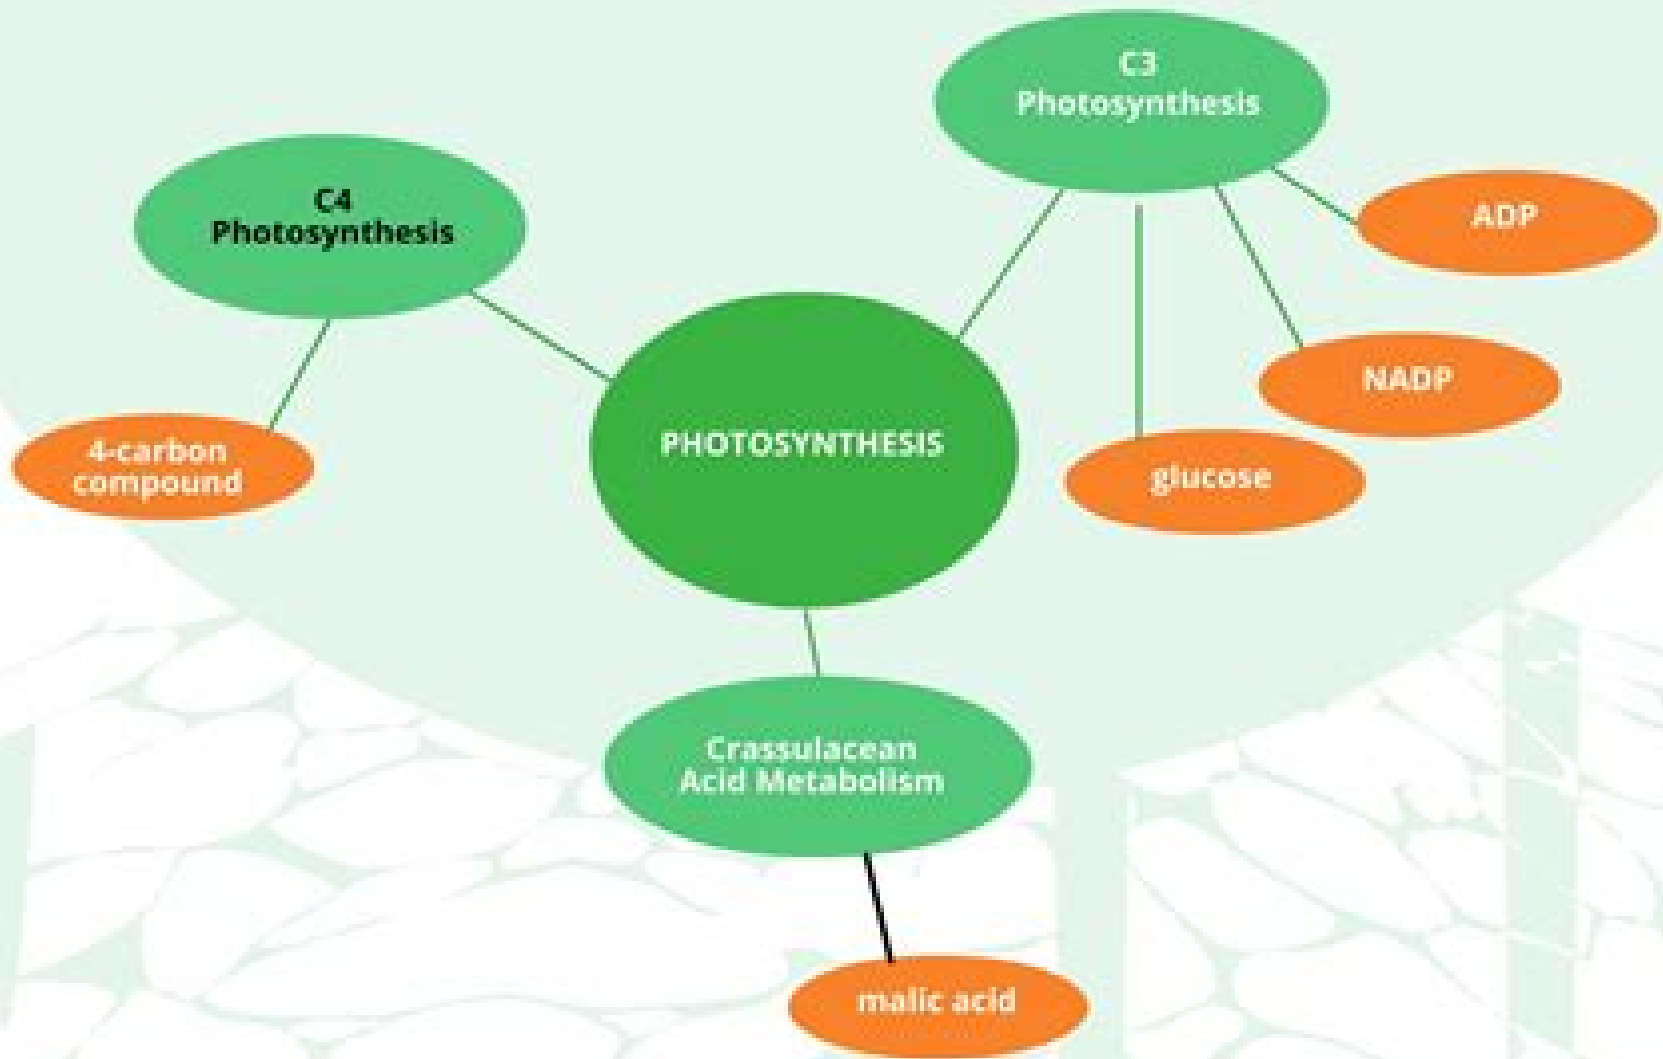 C3
Photosynthesis
C4
Photosynthesis
ADP
NADP
PHOTOSYNTHESIS
4-carbon
compound
glucose
Crassulacean
Acid Metabolism
malic acid